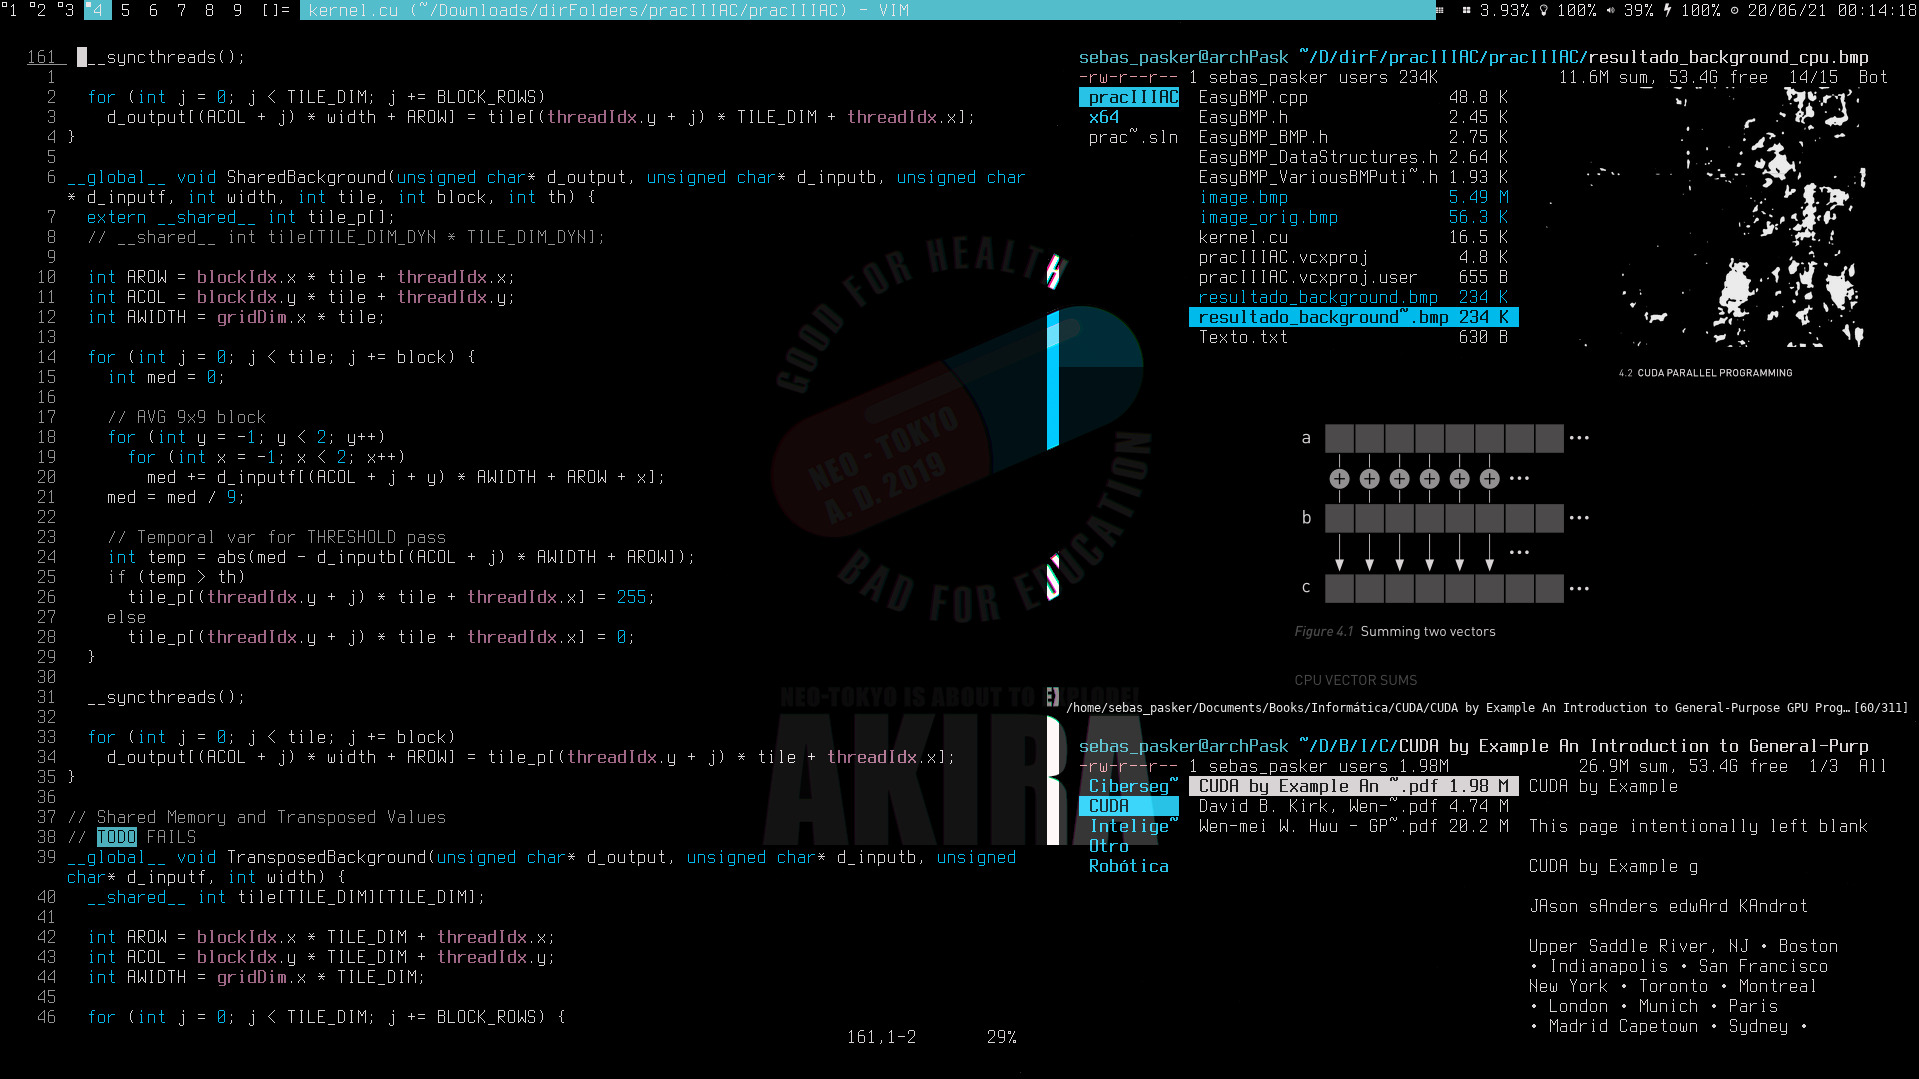 1 2 3 4 5 6 7 8 9 []= kernel.cu (~/Downloads/dirFolders/pracIIIAC/pracIIIAC) - VIM
3.93% 100% 39% 100% 20/06/21 00:14:18
161 __syncthreads();
1
2 for (int j = 0; j < TILE_DIM; j += BLOCK_ROWS)
3 d_output[(ACOL + j) * width + AROW] = tile[(threadIdx.y + j) * TILE_DIM + threadIdx.x];
4 }
5
6 __global__ void SharedBackground(unsigned char* d_output, unsigned char* d_inputb, unsigned char
* d_inputf, int width, int tile, int block, int th) {
7 extern __shared__ int tile_p[];
8 // __shared__ int tile[TILE_DIM_DYN * TILE_DIM_DYN];
9
10 int AROW = blockIdx.x * tile + threadIdx.x;
11 int ACOL = blockIdx.y * tile + threadIdx.y;
12 int AWIDTH = gridDim.x * tile;
13
14 for (int j = 0; j < tile; j += block) {
15 int med = 0;
16
17 // AVG 9x9 block
18 for (int y = -1; y < 2; y++)
19 for (int x = -1; x < 2; x++)
20 med += d_inputf[(ACOL + j + y) * AWIDTH + AROW + x];
21 med = med / 9;
22
23 // Temporal var for THRESHOLD pass
24 int temp = abs(med - d_inputb[(ACOL + j) * AWIDTH + AROW]);
25 if (temp > th)
26 tile_p[(threadIdx.y + j) * tile + threadIdx.x] = 255;
27 else
28 tile_p[(threadIdx.y + j) * tile + threadIdx.x] = 0;
29 }
30
31 __syncthreads();
32
33 for (int j = 0; j < tile; j += block)
34 d_output[(ACOL + j) * width + AROW] = tile_p[(threadIdx.y + j) * tile + threadIdx.x];
35 }
36
37 // Shared Memory and Transposed Values
38 // TODO FAILS
39 __global__ void TransposedBackground(unsigned char* d_output, unsigned char* d_inputb, unsigned
char* d_inputf, int width) {
40 __shared__ int tile[TILE_DIM][TILE_DIM];
41
42 int AROW = blockIdx.x * TILE_DIM + threadIdx.x;
43 int ACOL = blockIdx.y * TILE_DIM + threadIdx.y;
44 int AWIDTH = gridDim.x * TILE_DIM;
45
46 for (int j = 0; j < TILE_DIM; j += BLOCK_ROWS) {
161,1-2 29%
GOOD FOR HEALTH
NEO - TOKYO
A. D. 2019
BAD FOR EDUCATION
NEO-TOKYO IS ABOUT TO EXPLODE!
AKIRA
sebas_pasker@archPask ~/D/dirF/pracIIIAC/pracIIIAC/resultado_background_cpu.bmp
-rw-r--r-- 1 sebas_pasker users 234K 11.6M sum, 53.4G free 14/15 Bot
pracIIIAC EasyBMP.cpp 48.8 K
x64 EasyBMP.h 2.45 K
prac~.sln EasyBMP_BMP.h 2.75 K
EasyBMP_DataStructures.h 2.64 K
EasyBMP_VariousBMPuti~.h 1.93 K
image.bmp 5.49 M
image_orig.bmp 56.3 K
kernel.cu 16.5 K
pracIIIAC.vcxproj 4.8 K
pracIIIAC.vcxproj.user 655 B
resultado_background.bmp 234 K
resultado_background~.bmp 234 K
Texto.txt 630 B
4.2 CUDA PARALLEL PROGRAMMING
a ...
+ + + + + + ...
b ...
...
c ...
Figure 4.1 Summing two vectors
CPU VECTOR SUMS
/home/sebas_pasker/Documents/Books/Informática/CUDA/CUDA by Example An Introduction to General-Purpose GPU Prog… [60/311]
sebas_pasker@archPask ~/D/B/I/C/CUDA by Example An Introduction to General-Purp
-rw-r--r-- 1 sebas_pasker users 1.98M 26.9M sum, 53.4G free 1/3 All
Ciberseg~ CUDA by Example An ~.pdf 1.98 M CUDA by Example
CUDA David B. Kirk, Wen-~.pdf 4.74 M
Intelige~ Wen-mei W. Hwu - GP~.pdf 20.2 M This page intentionally left blank
Otro
Robótica CUDA by Example g
JAson sAnders edwArd KAndrot
Upper Saddle River, NJ • Boston
• Indianapolis • San Francisco
New York • Toronto • Montreal
• London • Munich • Paris
• Madrid Capetown • Sydney •